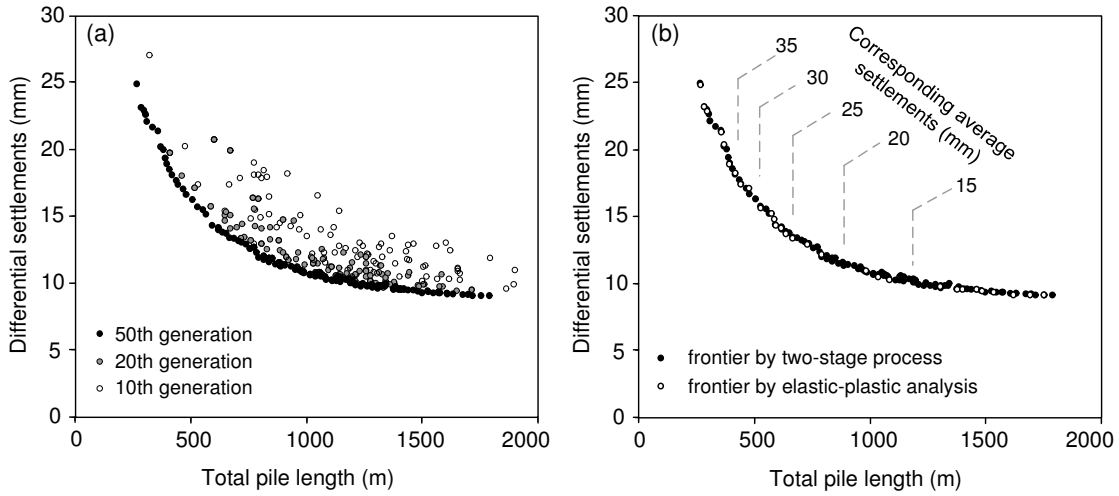 (a)
Differential settlements (mm)
30
25
20
15
10
5
0
50th generation
20th generation
10th generation
0
500
1000
1500
2000
Total pile length (m)
(b)
Differential settlements (mm)
30
25
20
15
10
5
0
35
30
25
20
15
Corresponding average
settlements (mm)
frontier by two-stage process
frontier by elastic-plastic analysis
0
500
1000
1500
2000
Total pile length (m)